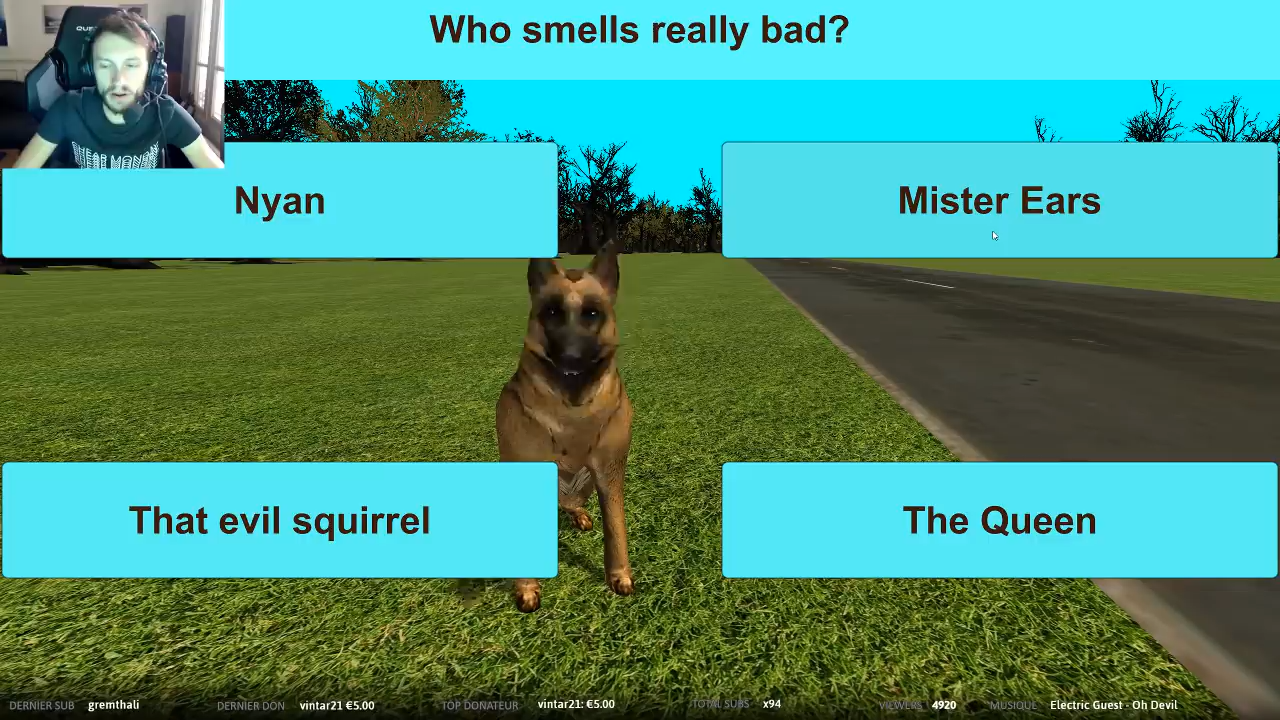 Who smells really bad?
Nyan
Mister Ears
That evil squirrel
The Queen
DERNIER SUB gremthali DERNIER DON vintar21 €5.00 TOP DONATEUR vintar21: €5.00 TOTAL SUBS x94 VIEWERS 4920 MUSIQUE Electric Guest - Oh Devil